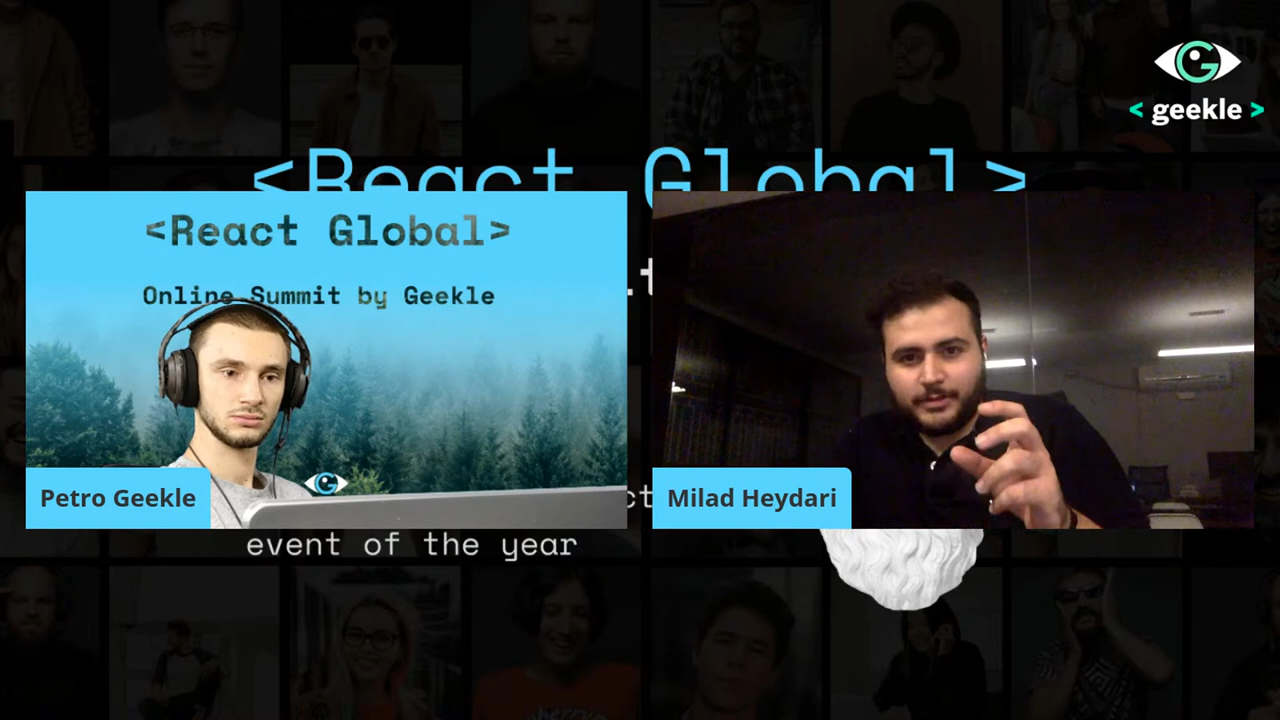 < geekle >
<React Global>
<React Global>
Online Summit by Geekle
Petro Geekle
Milad Heydari
event of the year